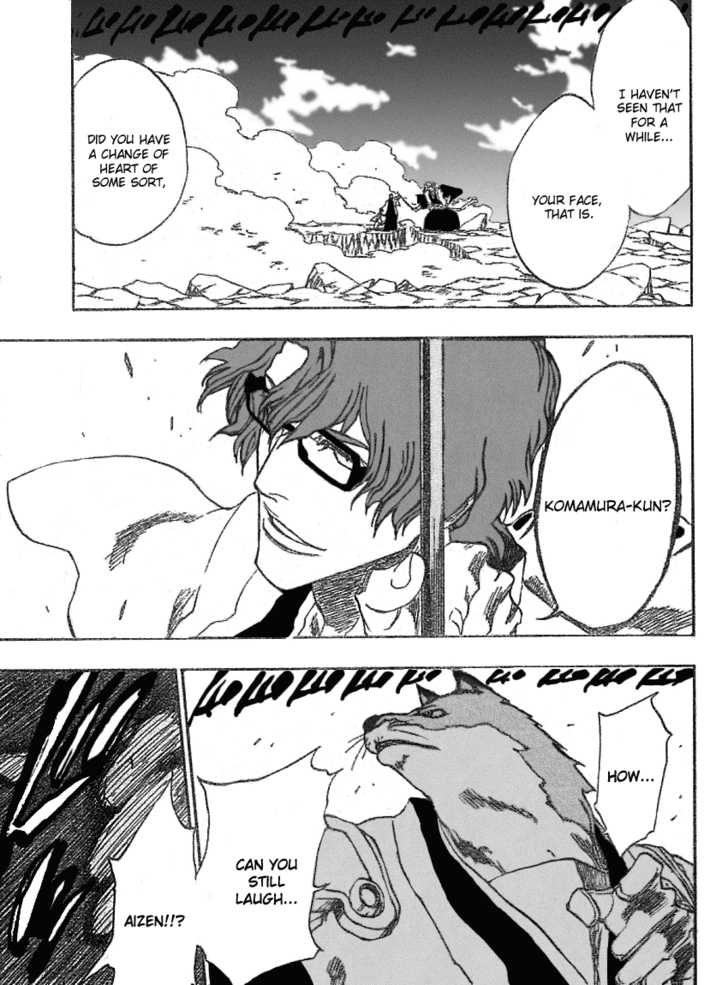 I HAVEN'T
SEEN THAT
FOR A
WHILE...
YOUR FACE,
THAT IS.
DID YOU HAVE
A CHANGE OF
HEART OF
SOME SORT,
KOMAMURA-KUN?
HOW...
CAN YOU
STILL
LAUGH...
AIZEN!!?